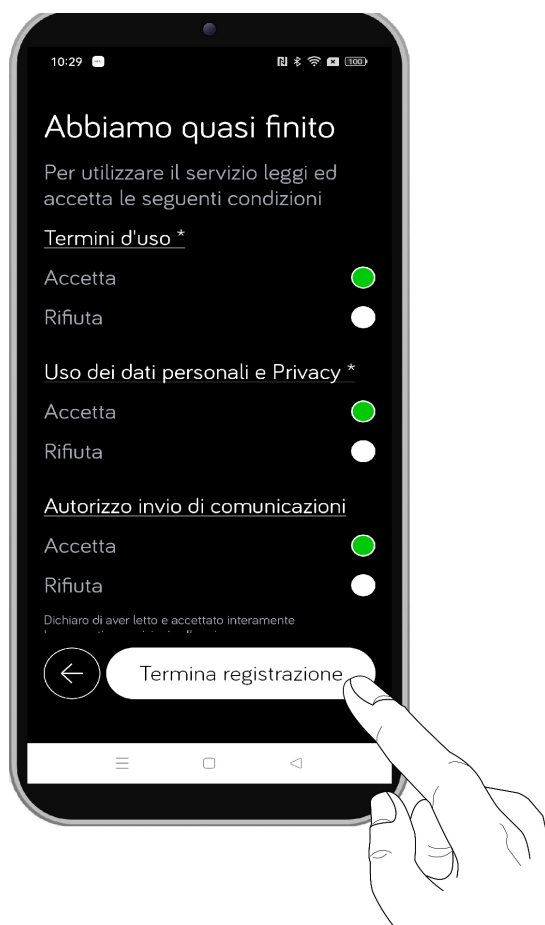 10:29
100
Abbiamo quasi finito
Per utilizzare il servizio leggi ed
accetta le seguenti condizioni
Termini d'uso *
Accetta
Rifiuta
Uso dei dati personali e Privacy *
Accetta
Rifiuta
Autorizzo invio di comunicazioni
Accetta
Rifiuta
Dichiaro di aver letto e accettato interamente
Termina registrazione